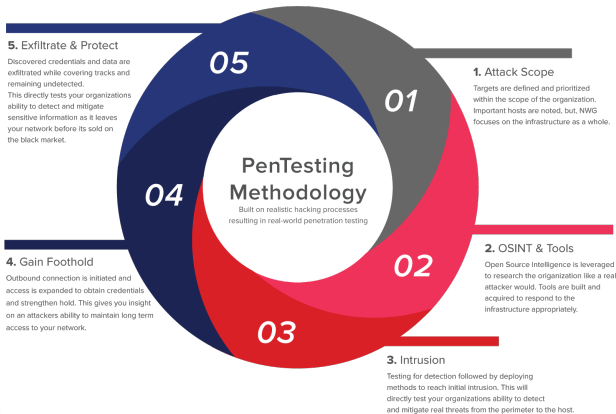 PenTesting
Methodology
Built on realistic hacking processes
resulting in real-world penetration testing
01
1. Attack Scope
Targets are defined and prioritized
within the scope of the organization.
Important hosts are noted, but, NWG
focuses on the infrastructure as a whole.
02
2. OSINT & Tools
Open Source Intelligence is leveraged
to research the organization like a real
attacker would. Tools are built and
acquired to respond to the
infrastructure appropriately.
03
3. Intrusion
Testing for detection followed by deploying
methods to reach initial intrusion. This will
directly test your organizations ability to detect
and mitigate real threats from the perimeter to the host.
04
4. Gain Foothold
Outbound connection is initiated and
access is expanded to obtain credentials
and strengthen hold. This gives you insight
on an attackers ability to maintain long term
access to your network.
05
5. Exfiltrate & Protect
Discovered credentials and data are
exfiltrated while covering tracks and
remaining undetected.
This directly tests your organizations
ability to detect and mitigate
sensitive information as it leaves
your network before its sold on
the black market.